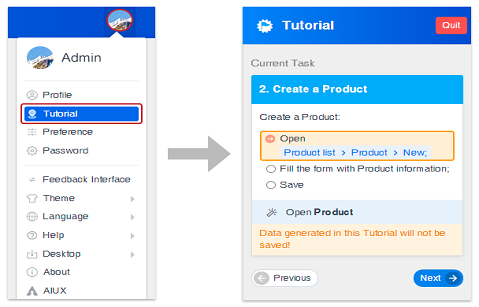 Admin
Profile
Tutorial
Preference
Password
Feedback Interface
Theme
Language
Help
Desktop
About
AIUX
Tutorial
Quit
Current Task
2. Create a Product
Create a Product:
Open
Product list > Product > New;
Fill the form with Product information;
Save
Open Product
Data generated in this Tutorial will not be
saved!
Previous
Next